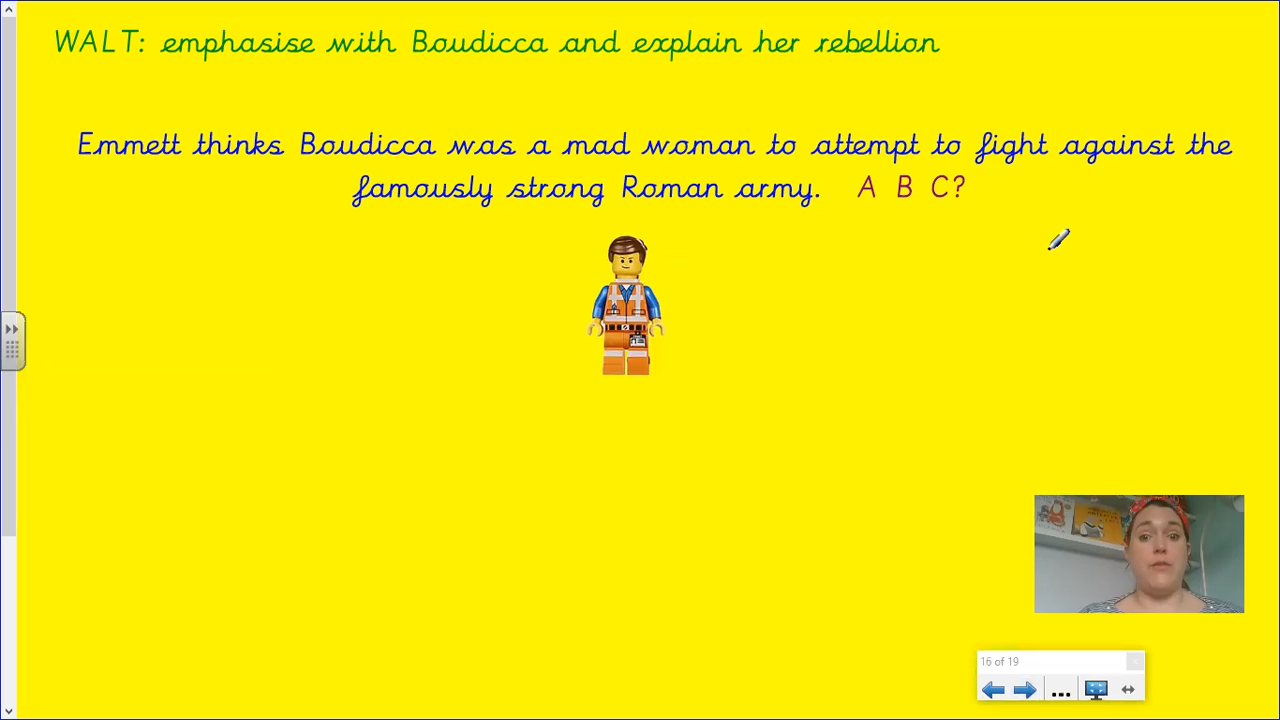 WALT: emphasise with Boudicca and explain her rebellion
Emmett thinks Boudicca was a mad woman to attempt to fight against the
famously strong Roman army. A B C?
16 of 19
...